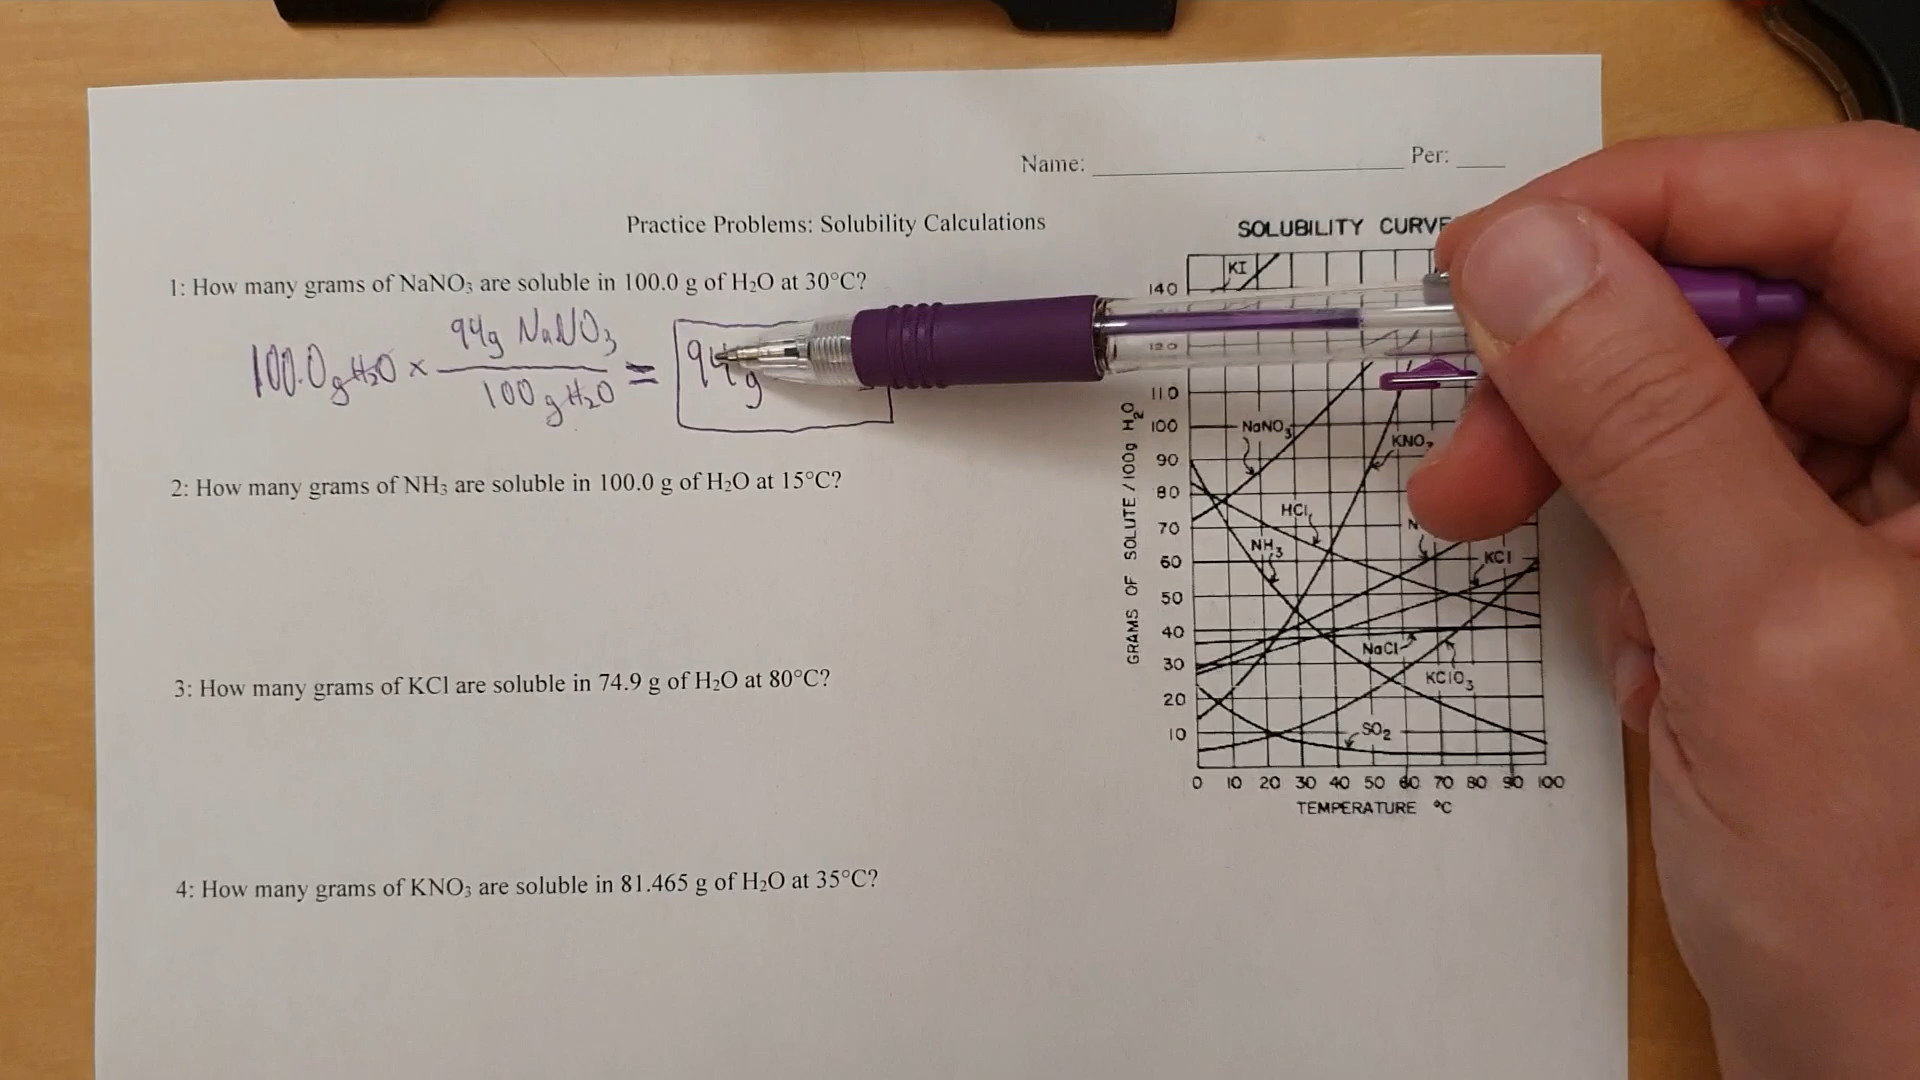 Name: ____ Per: ____
Practice Problems: Solubility Calculations
1: How many grams of NaNO₃ are soluble in 100.0 g of H₂O at 30°C?
100.0 g H₂O × 94g NaNO₃ / 100 g H₂O = 94 g
2: How many grams of NH₃ are soluble in 100.0 g of H₂O at 15°C?
3: How many grams of KCl are soluble in 74.9 g of H₂O at 80°C?
4: How many grams of KNO₃ are soluble in 81.465 g of H₂O at 35°C?
SOLUBILITY
KI
140
120
110
100
90
80
70
60
50
40
30
20
10
GRAMS OF SOLUTE / 100g H₂O
NaNO₃
KNO₃
HCl
NH₃
N
KCl
NaCl
KClO₃
SO₂
0 10 20 30 40 50 60 70 80 90 100
TEMPERATURE °C